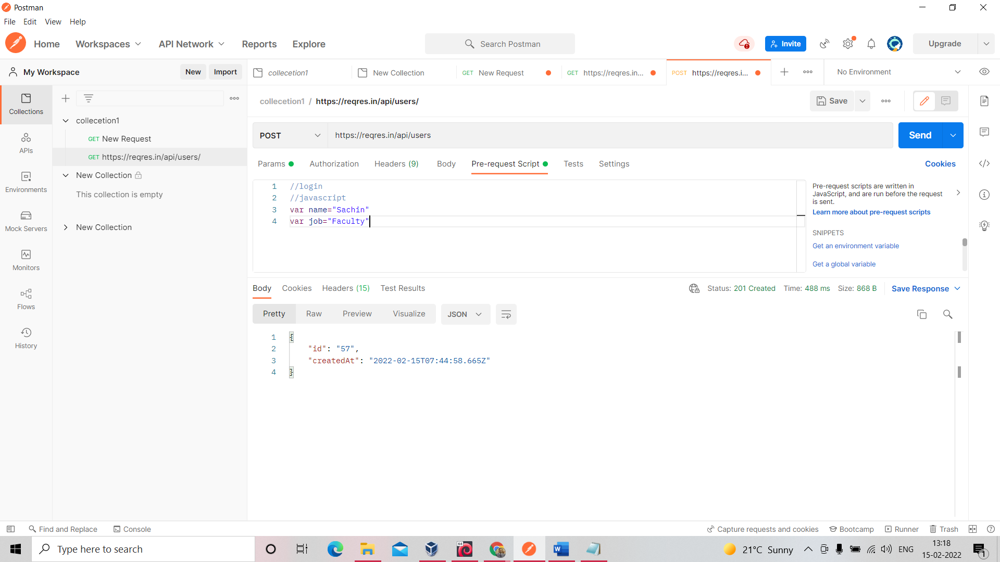 Postman
File Edit View Help
Home Workspaces API Network Reports Explore Search Postman Invite Upgrade
My Workspace New Import collecetion1 New Collection GET New Request GET https://reqres.in... POST https://reqres.i... No Environment
Collections
APIs
Environments
Mock Servers
Monitors
Flows
History
collecetion1
GET New Request
GET https://reqres.in/api/users/
New Collection
This collection is empty
New Collection
collecetion1 / https://reqres.in/api/users/ Save
POST https://reqres.in/api/users Send
Params Authorization Headers (9) Body Pre-request Script Tests Settings Cookies
1 //login
2 //javascript
3 var name="Sachin"
4 var job="Faculty"
Pre-request scripts are written in
JavaScript, and are run before the request
is sent.
Learn more about pre-request scripts
SNIPPETS
Get an environment variable
Get a global variable
Body Cookies Headers (15) Test Results Status: 201 Created Time: 488 ms Size: 868 B Save Response
Pretty Raw Preview Visualize JSON
1 {
2 "id": "57",
3 "createdAt": "2022-02-15T07:44:58.665Z"
4 }
Find and Replace Console Capture requests and cookies Bootcamp Runner Trash
Type here to search 64 21°C Sunny ENG 13:18
15-02-2022 1